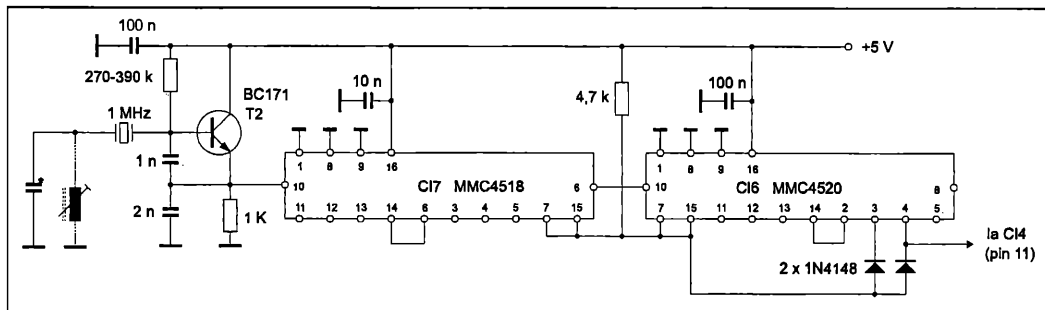 100 n
+5 V
270-390 k
10 n
100 n
BC171
4,7 k
T2
1 MHz
1 8 9 16
1 8 9 16
1 n
10 CI7 MMC4518 6
10 CI6 MMC4520 8
2 n
1 K
11 12 13 14 6 3 4 5 7 15
7 15 11 12 13 14 2 3 4 5
la CI4
(pin 11)
2 x 1N4148